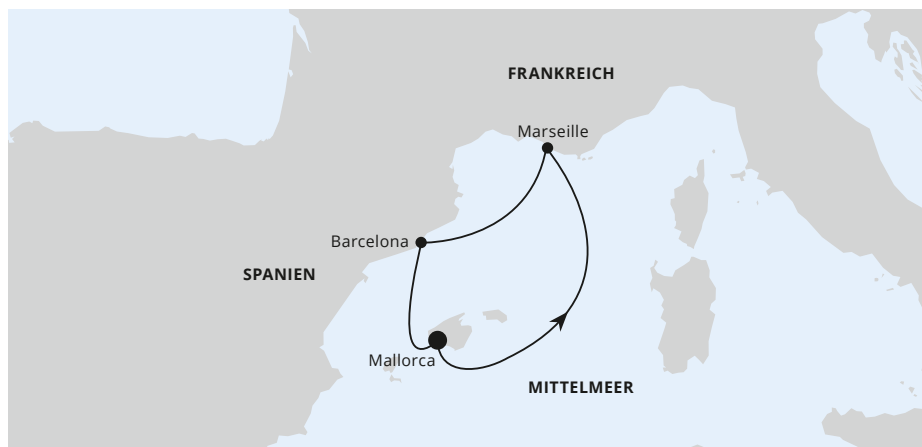 FRANKREICH
Marseille
Barcelona
SPANIEN
Mallorca
MITTELMEER